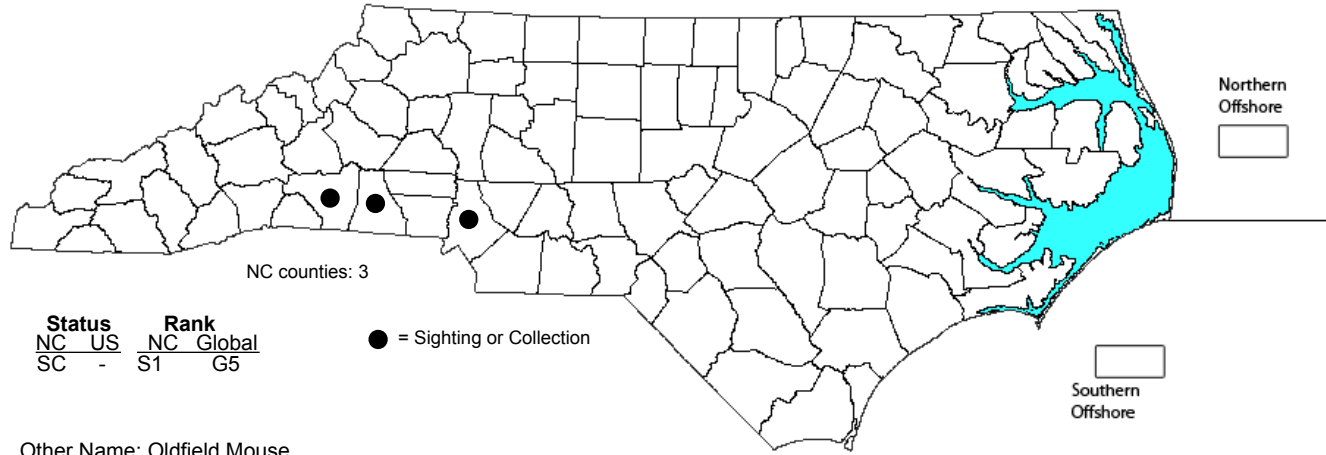 Northern
Offshore
NC counties: 3
Status Rank
NC US NC Global
SC - S1 G5
= Sighting or Collection
Southern
Offshore
Other Name: Oldfield Mouse